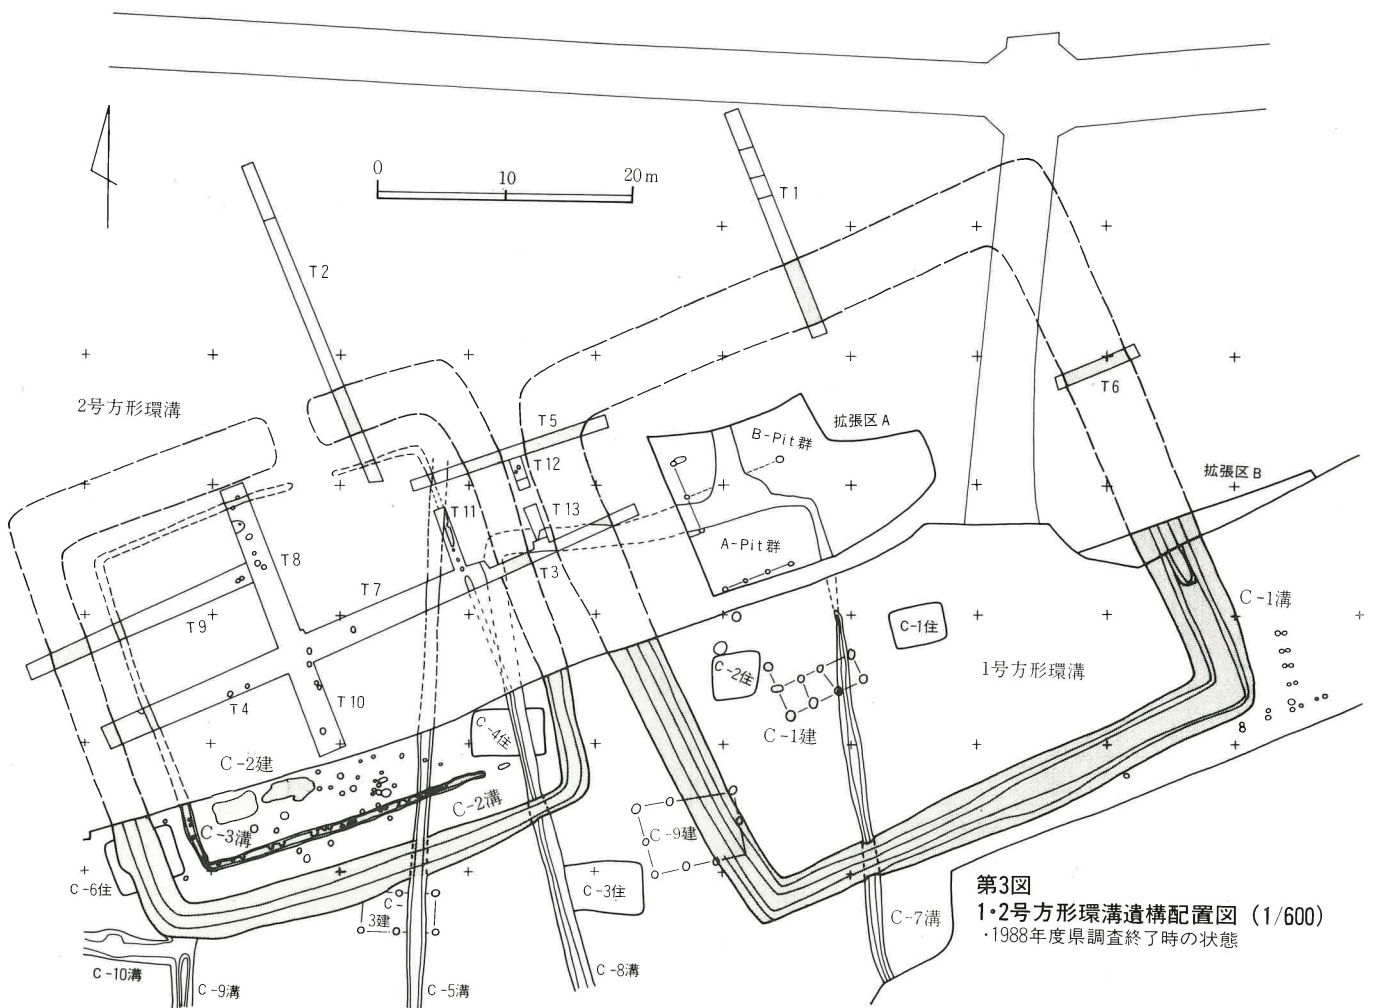 0 10 20m
T1
T2
T6
2号方形環溝
T5
B-Pit群
拡張区A
T12
拡張区B
T11
T13
A-Pit群
T8
T3
T7
T9
C-1溝
C-1住
C-2住
1号方形環溝
T10
T4
C-4住
C-1建
C-2建
C-2溝
C-3溝
C-9建
C-6住
C-3住
C-3建
C-7溝
C-10溝
C-9溝
C-5溝
C-8溝
第3図
1・2号方形環溝遺構配置図 (1/600)
・1988年度県調査終了時の状態